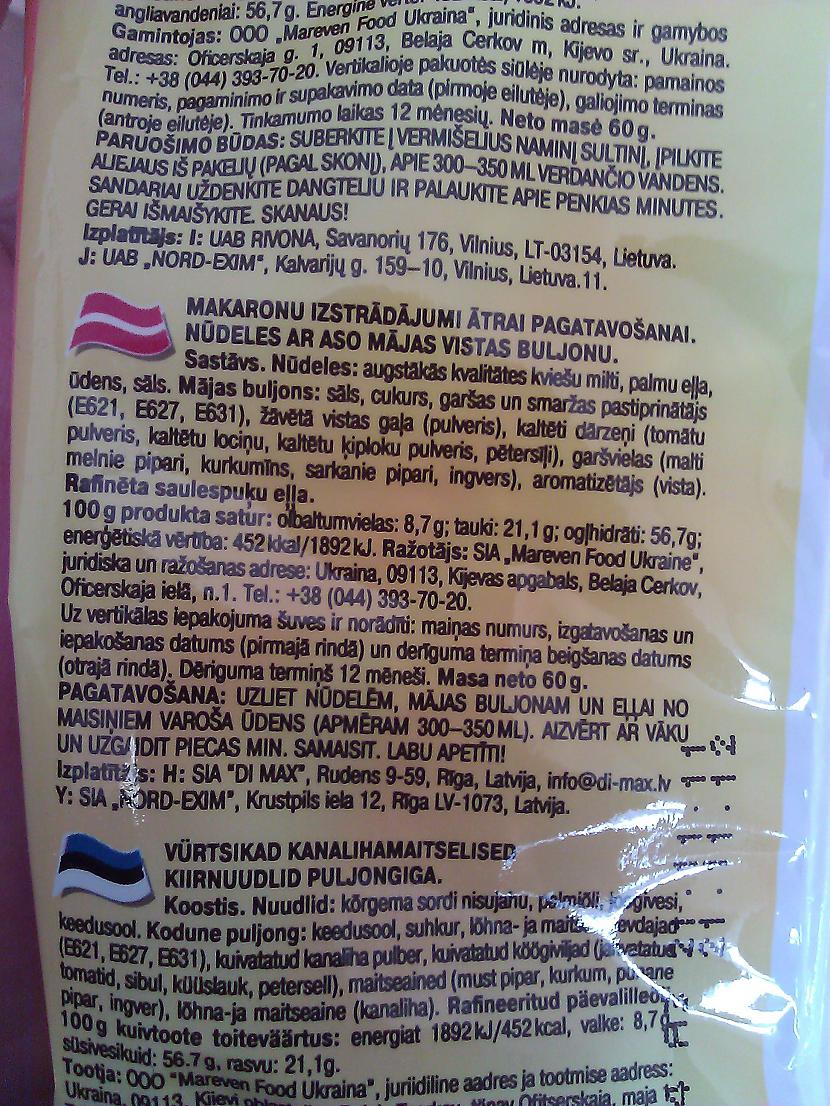 angliavandeniai: 56,7 g. Energinė
Gamintojas: OOO „Mareven Food Ukraina“, juridinis adresas ir gamybos
adresas: Oficerskaja g. 1, 09113, Belaja Cerkov m, Kijevo sr., Ukraina.
Tel.: +38 (044) 393-70-20. Vertikalioje pakuotės siūlėje nurodyta: pamainos
numeris, pagaminimo ir supakavimo data (pirmoje eilutėje), galiojimo terminas
(antroje eilutėje). Tinkamumo laikas 12 mėnesių. Neto masė 60 g.
PARUOŠIMO BŪDAS: SUBERKITE Į VERMIŠELIUS NAMINĮ SULTINĮ, ĮPILKITE
ALIEJAUS IŠ PAKELIŲ (PAGAL SKONĮ), APIE 300–350 ML VERDANČIO VANDENS.
SANDARIAI UŽDENKITE DANGTELIU IR PALAUKITE APIE PENKIAS MINUTES.
GERAI IŠMAIŠYKITE. SKANAUS!
Izplatītājs: I: UAB RIVONA, Savanorių 176, Vilnius, LT-03154, Lietuva.
J: UAB „NORD-EXIM“, Kalvarijų g. 159–10, Vilnius, Lietuva.11.
MAKARONU IZSTRĀDĀJUMI ĀTRAI PAGATAVOŠANAI.
NŪDELES AR ASO MĀJAS VISTAS BULJONU.
Sastāvs. Nūdeles: augstākās kvalitātes kviešu milti, palmu eļļa,
ūdens, sāls. Mājas buljons: sāls, cukurs, garšas un smaržas pastiprinātājs
(E621, E627, E631), žāvētā vistas gaļa (pulveris), kaltēti dārzeņi (tomātu
pulveris, kaltētu lociņu, kaltētu ķiploku pulveris, pētersīļi), garšvielas (malti
melnie pipari, kurkumīns, sarkanie pipari, ingvers), aromatizētājs (vista).
Rafinēta saulespuķu eļļa.
100 g produkta satur: olbaltumvielas: 8,7 g; tauki: 21,1 g; ogļhidrāti: 56,7g;
enerģētiskā vērtība: 452 kkal/1892 kJ. Ražotājs: SIA „Mareven Food Ukraine“,
juridiska un ražošanas adrese: Ukraina, 09113, Kijevas apgabals, Belaja Cerkov,
Oficerskaja ielā, n.1. Tel.: +38 (044) 393-70-20.
Uz vertikālas iepakojuma šuves ir norādīti: maiņas numurs, izgatavošanas un
iepakošanas datums (pirmajā rindā) un derīguma termiņa beigšanas datums
(otrajā rindā). Dēriguma termiņš 12 mēneši. Masa neto 60 g.
PAGATAVOŠANA: UZLIET NŪDELĒM, MĀJAS BULJONAM UN EĻĻAI NO
MAISIŅIEM VAROŠA ŪDENS (APMĒRAM 300–350 ML). AIZVĒRT AR VĀKU
UN UZGAIDIT PIECAS MIN. SAMAISIT. LABU APETĪTI!
Izplatītājs: H: SIA "DI MAX", Rudens 9-59, Rīga, Latvija, info@di-max.lv
Y: SIA „NORD-EXIM“, Krustpils iela 12, Rīga LV-1073, Latvija.
VÜRTSIKAD KANALIHAMAITSELISED
KIIRNUUDLID PULJONGIGA.
Koostis. Nuudlid: kõrgema sordi nisujahu, palmiõli, joogivesi,
keedusool. Kodune puljong: keedusool, suhkur, lõhna- ja
(E621, E627, E631), kuivatatud kanaliha pulber, kuivatatud köögiviljad (
tomatid, sibul, küüslauk, petersell), maitseained (must pipar, kurkum, punane
pipar, ingver), lõhna-ja maitseaine (kanaliha). Rafineeritud
100 g kuivtoote toiteväärtus: energiat 1892 kJ/452 kcal, valke: 8,7
süsivesikuid: 56.7 g, rasvu: 21,1g.
Tootja: OOO "Mareven Food Ukraina", juriidiline aadres ja tootmise aadress:
Ukraina, 09113, Kiievi Ofitserskaja, maja